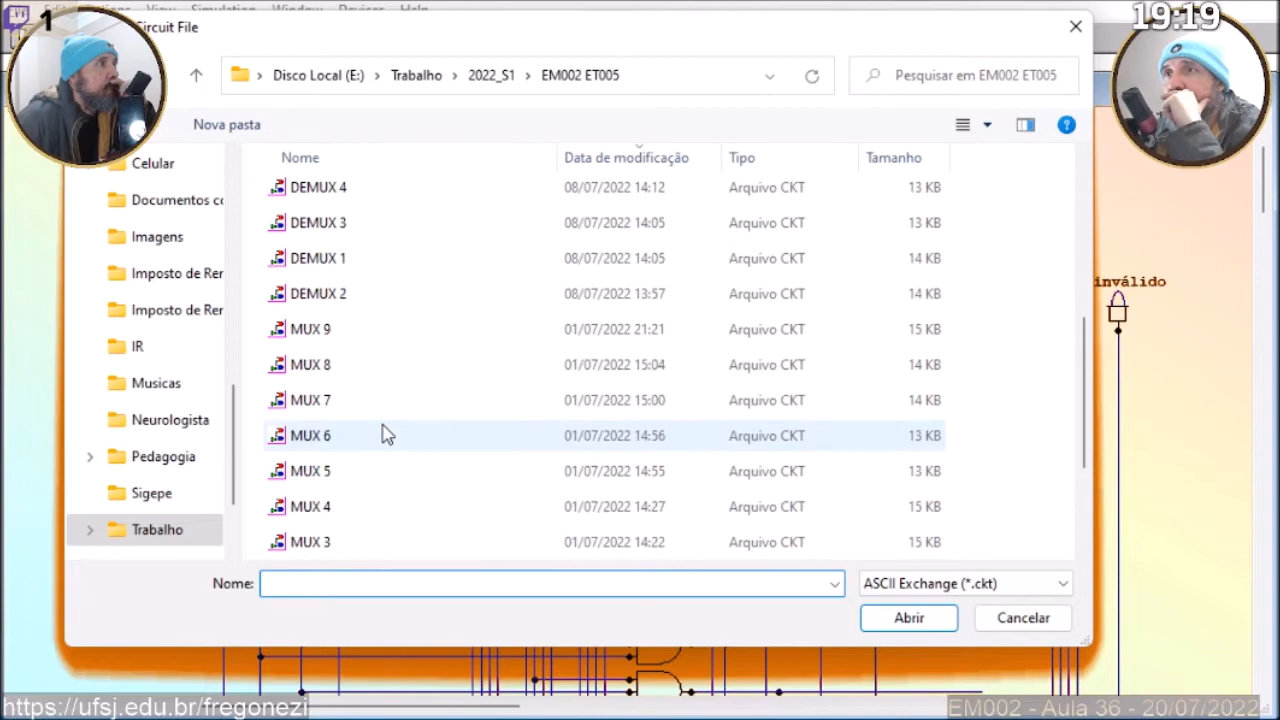 1
Circuit File
19:19
Disco Local (E:) > Trabalho > 2022_S1 > EM002 ET005
Pesquisar em EM002 ET005
Nova pasta
Nome Data de modificação Tipo Tamanho
Celular
Documentos co
Imagens
Imposto de Rer
Imposto de Rer
IR
Musicas
Neurologista
Pedagogia
Sigepe
Trabalho
DEMUX 4 08/07/2022 14:12 Arquivo CKT 13 KB
DEMUX 3 08/07/2022 14:05 Arquivo CKT 13 KB
DEMUX 1 08/07/2022 14:05 Arquivo CKT 14 KB
DEMUX 2 08/07/2022 13:57 Arquivo CKT 14 KB
MUX 9 01/07/2022 21:21 Arquivo CKT 15 KB
MUX 8 01/07/2022 15:04 Arquivo CKT 14 KB
MUX 7 01/07/2022 15:00 Arquivo CKT 14 KB
MUX 6 01/07/2022 14:56 Arquivo CKT 13 KB
MUX 5 01/07/2022 14:55 Arquivo CKT 13 KB
MUX 4 01/07/2022 14:27 Arquivo CKT 15 KB
MUX 3 01/07/2022 14:22 Arquivo CKT 15 KB
inválido
Nome:
ASCII Exchange (*.ckt)
Abrir
Cancelar
https://ufsj.edu.br/fregonezi
EM002 - Aula 36 - 20/07/2022